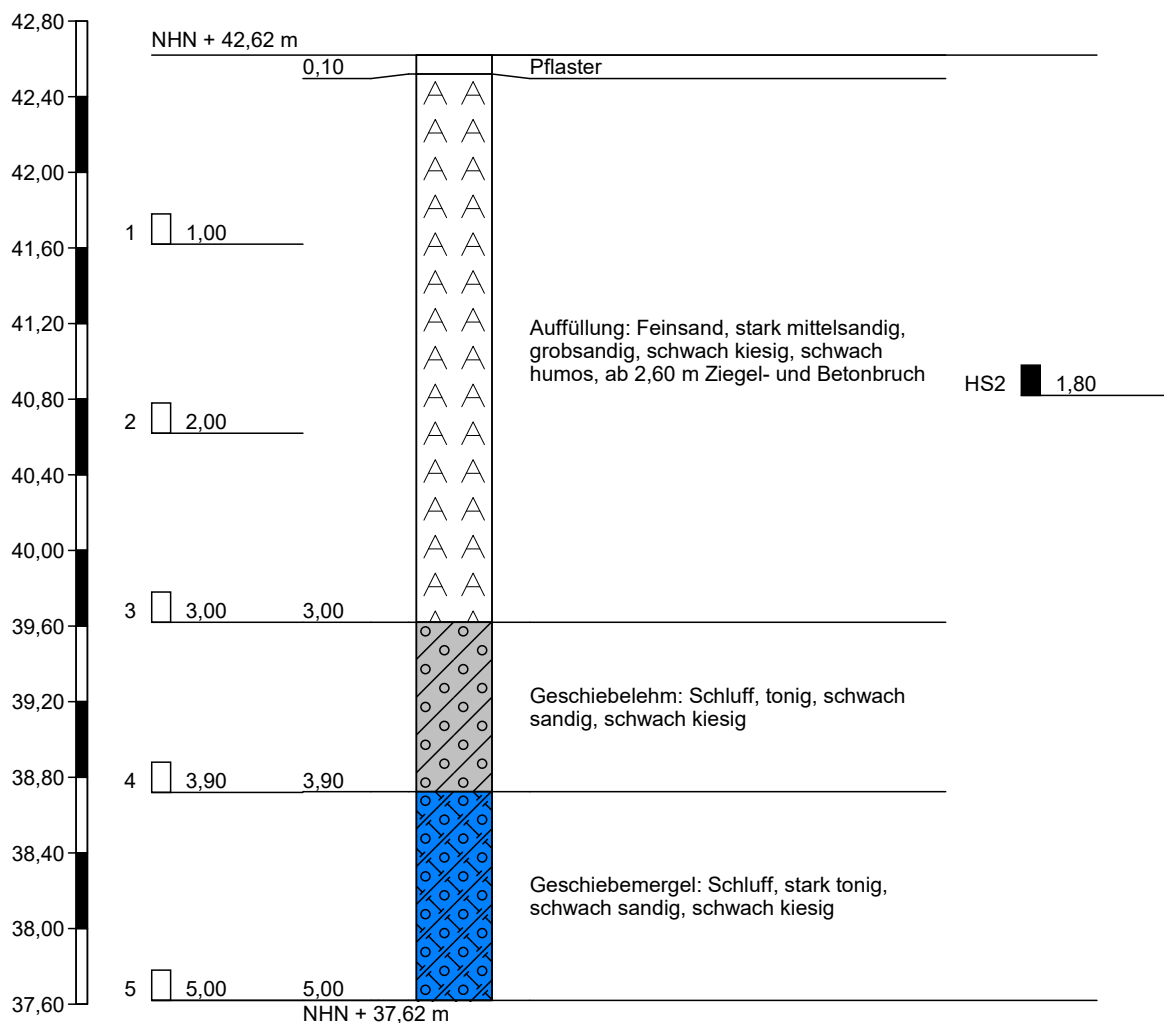 42,80
NHN + 42,62 m
0,10 Pflaster
42,40
42,00
1 1,00
41,60
41,20
Auffüllung: Feinsand, stark mittelsandig,
grobsandig, schwach kiesig, schwach
humos, ab 2,60 m Ziegel- und Betonbruch
HS2 1,80
40,80
2 2,00
40,40
40,00
3 3,00 3,00
39,60
39,20
Geschiebelehm: Schluff, tonig, schwach
sandig, schwach kiesig
38,80
4 3,90 3,90
38,40
Geschiebemergel: Schluff, stark tonig,
schwach sandig, schwach kiesig
38,00
5 5,00 5,00
37,60
NHN + 37,62 m